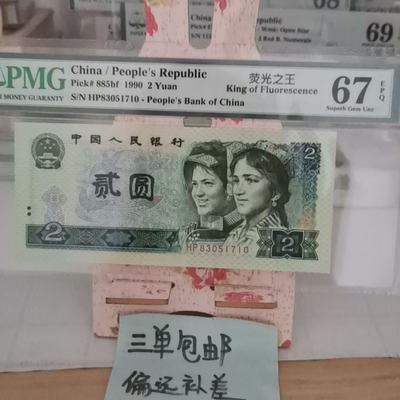 PMG
MONEY GUARANTY
China / People's Republic
Pick# 885bf 1990 2 Yuan
S/N HP83051710 - People's Bank of China
荧光之王
King of Fluorescence
67 EPQ
Superb Gem Unc
69
中国人民银行
贰圆
2
2
2
HP83051710
三单包邮
偏远补差